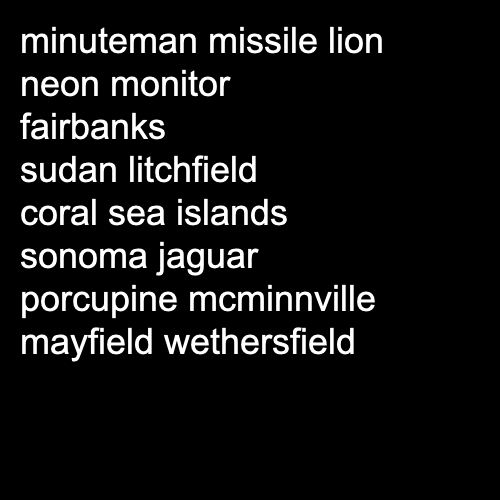 minuteman missile lion
neon monitor
fairbanks
sudan litchfield
coral sea islands
sonoma jaguar
porcupine mcminnville
mayfield wethersfield